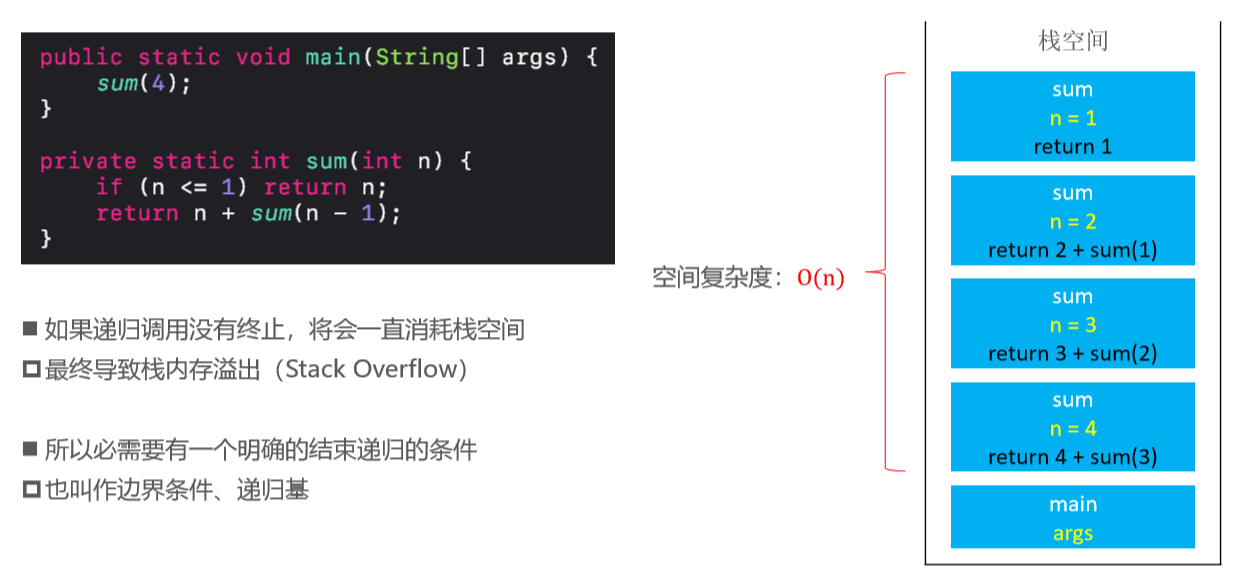 public static void main(String[] args) {
    sum(4);
}
private static int sum(int n) {
    if (n <= 1) return n;
    return n + sum(n - 1);
}
如果递归调用没有终止，将会一直消耗栈空间
最终导致栈内存溢出（Stack Overflow）
所以必需要有一个明确的结束递归的条件
也叫作边界条件、递归基
空间复杂度：O(n)
栈空间
sum
n = 1
return 1
sum
n = 2
return 2 + sum(1)
sum
n = 3
return 3 + sum(2)
sum
n = 4
return 4 + sum(3)
main
args